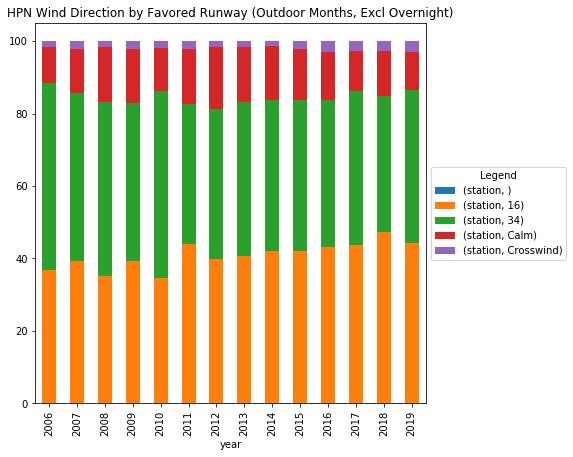 HPN Wind Direction by Favored Runway (Outdoor Months, Excl Overnight)
100
80
60
40
20
0
2006
2007
2008
2009
2010
2011
2012
2013
2014
2015
2016
2017
2018
2019
year
Legend
(station, )
(station, 16)
(station, 34)
(station, Calm)
(station, Crosswind)